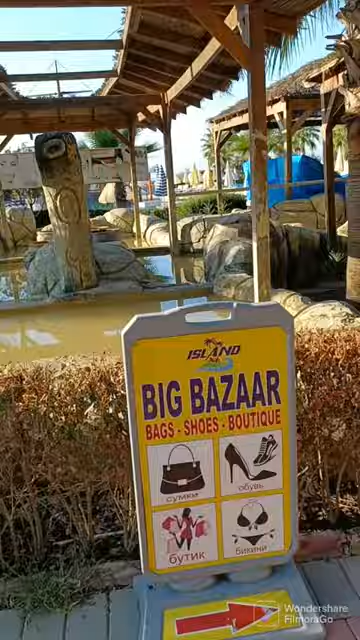 ISLAND
BIG BAZAAR
BAGS - SHOES - BOUTIQUE
сумки
обувь
бутик
бикини
Wondershare
FilmoraGo